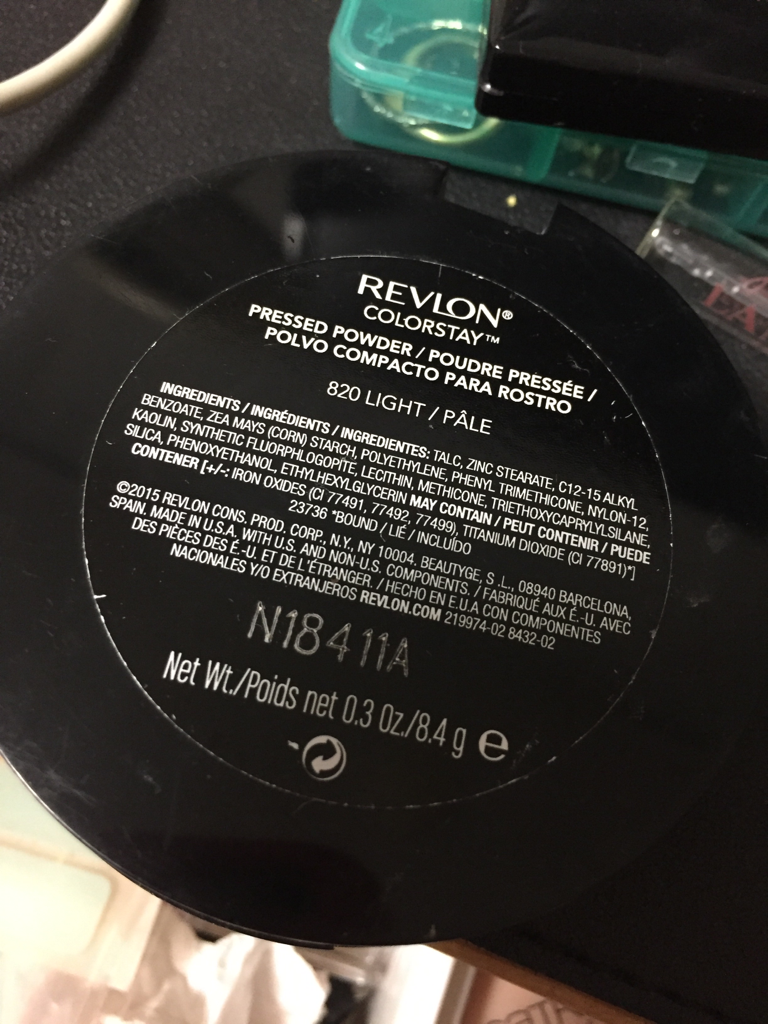 REVLON®
COLORSTAY™
PRESSED POWDER / POUDRE PRESSÉE /
POLVO COMPACTO PARA ROSTRO
820 LIGHT / PÂLE
INGREDIENTS / INGRÉDIENTS / INGREDIENTES: TALC, ZINC STEARATE, C12-15 ALKYL
BENZOATE, ZEA MAYS (CORN) STARCH, POLYETHYLENE, PHENYL TRIMETHICONE, NYLON-12,
KAOLIN, SYNTHETIC FLUORPHLOGOPITE, LECITHIN, METHICONE, TRIETHOXYCAPRYLYLSILANE,
SILICA, PHENOXYETHANOL, ETHYLHEXYLGLYCERIN MAY CONTAIN / PEUT CONTENIR / PUEDE
CONTENER [+/-: IRON OXIDES (CI 77491, 77492, 77499), TITANIUM DIOXIDE (CI 77891)*]
23736 *BOUND / LIÉ / INCLUÍDO
©2015 REVLON CONS. PROD. CORP., N.Y., NY 10004. BEAUTYGE, S .L., 08940 BARCELONA,
SPAIN. MADE IN U.S.A. WITH U.S. AND NON-U.S. COMPONENTS. / FABRIQUÉ AUX É.-U. AVEC
DES PIÈCES DES É.-U. ET DE L'ÉTRANGER. / HECHO EN E.U.A CON COMPONENTES
NACIONALES Y/O EXTRANJEROS REVLON.COM 219974-02 8432-02
N18411A
Net Wt./Poids net 0.3 Oz./8.4 g e